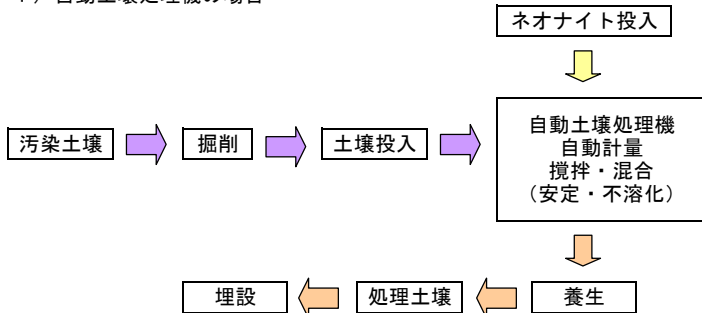 自動土壌処理機の場合
ネオナイト投入
汚染土壌
掘削
土壌投入
自動土壌処理機
自動計量
撹拌・混合
（安定・不溶化）
養生
処理土壌
埋設